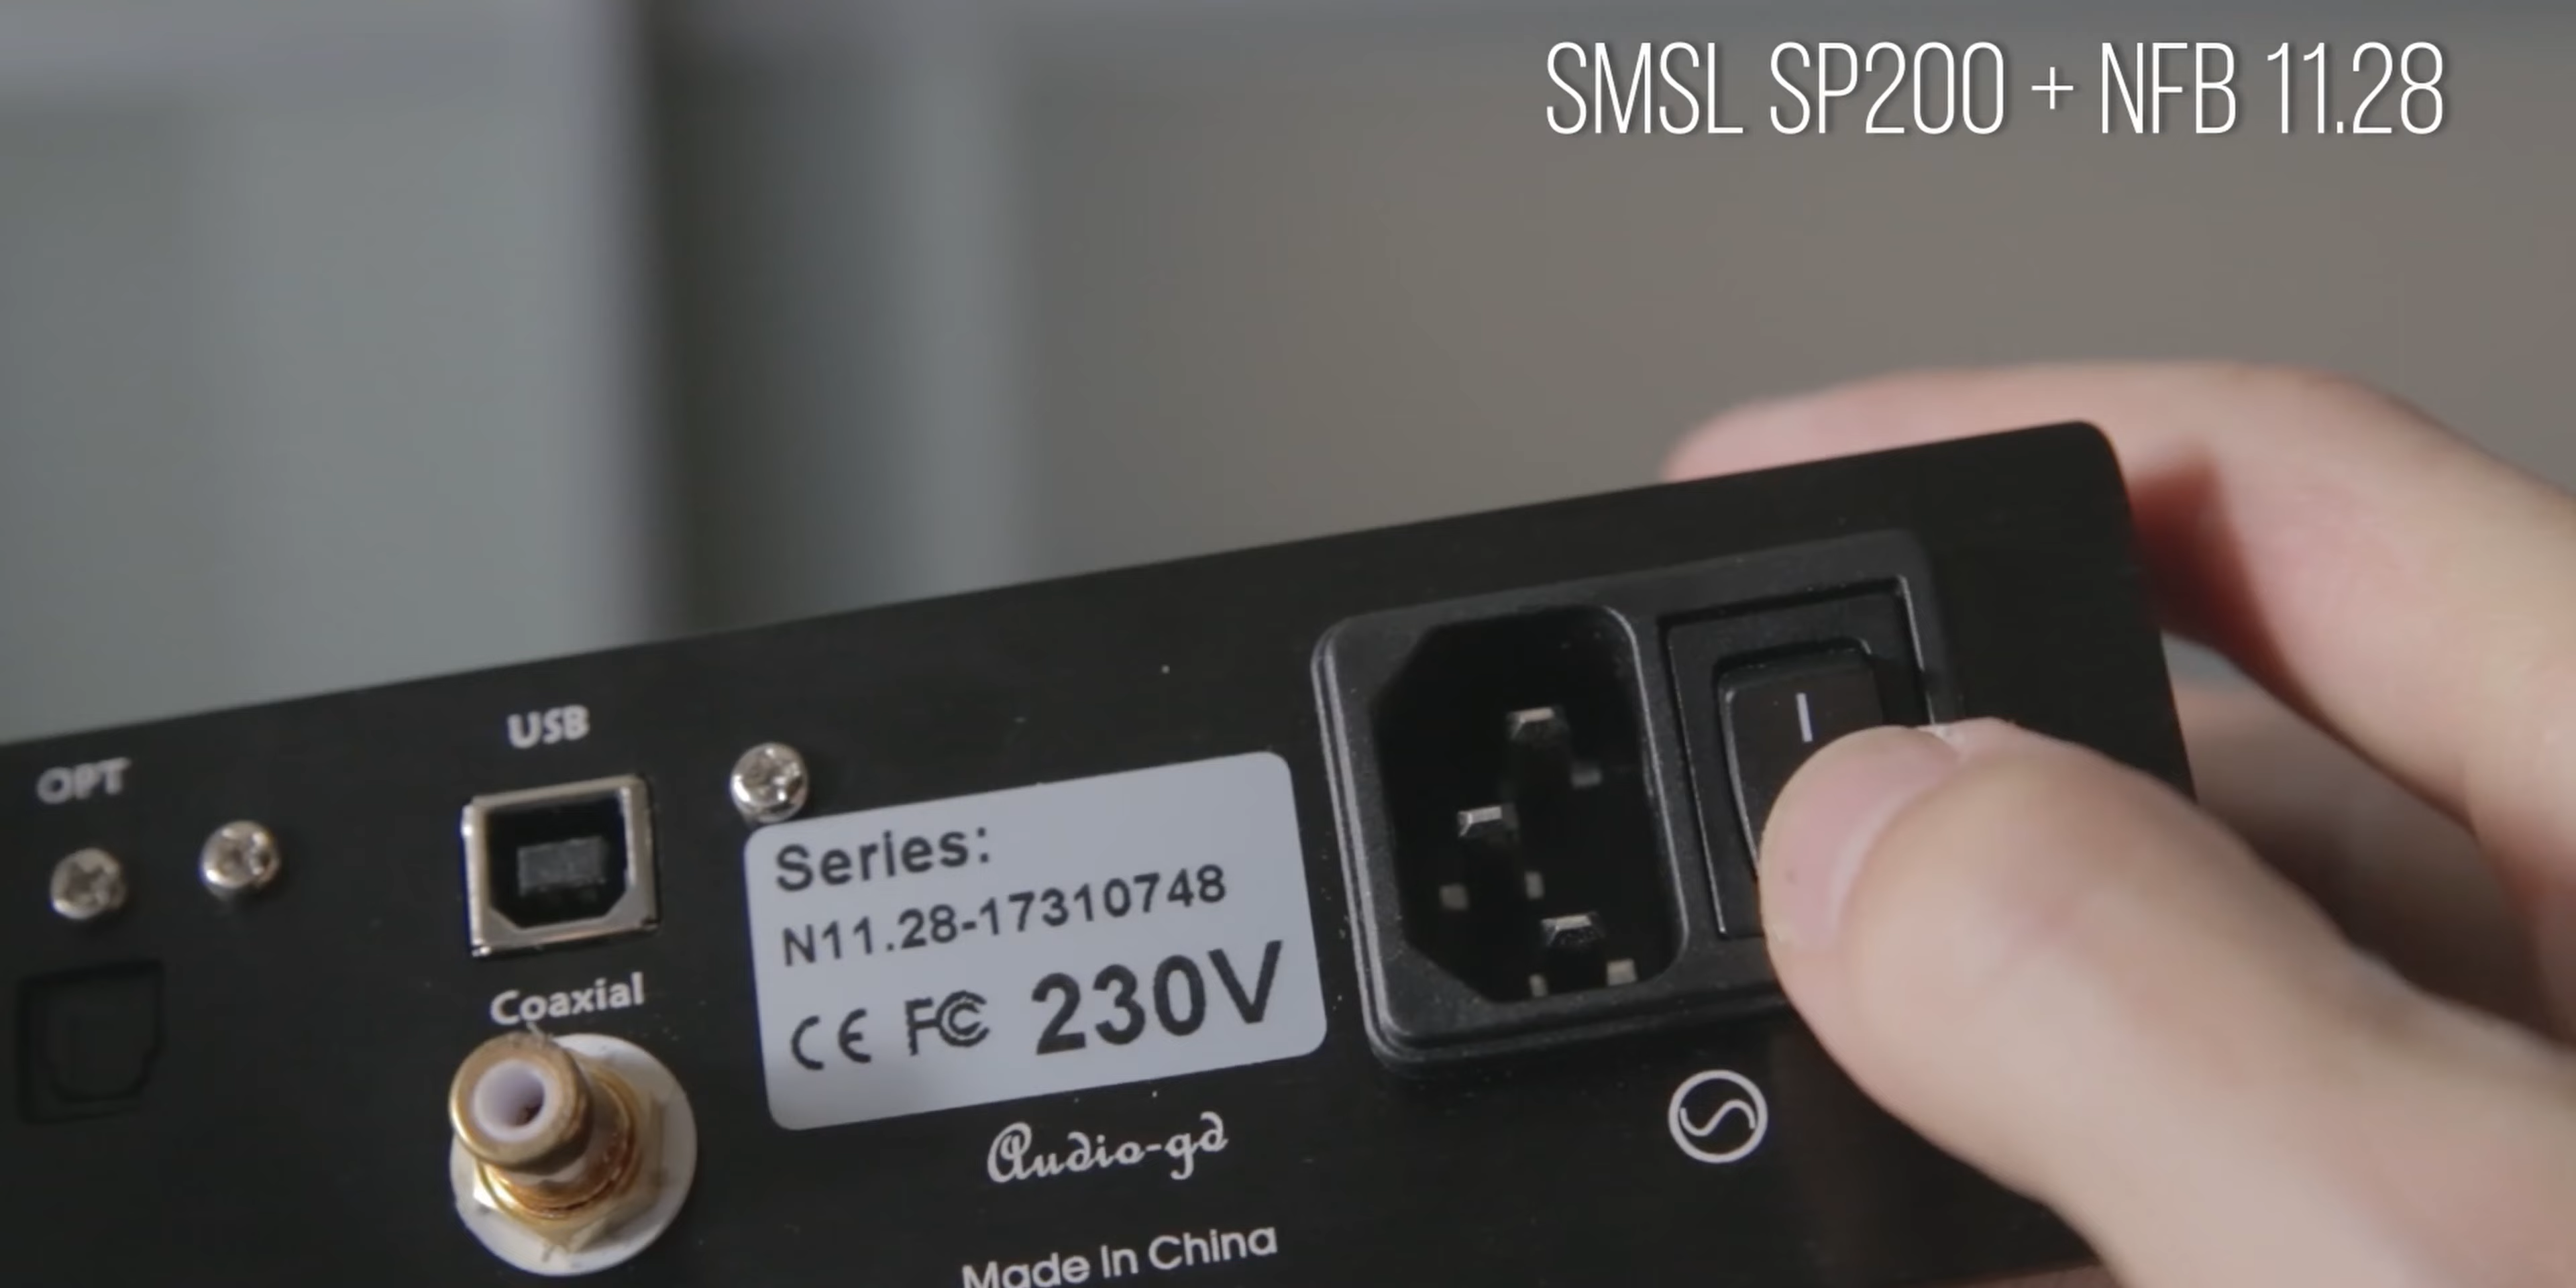 SMSL SP200 + NFB 11.28
OPT
USB
Series:
N11.28-17310748
CE FC 230V
Coaxial
Audio-gd
Made In China
I